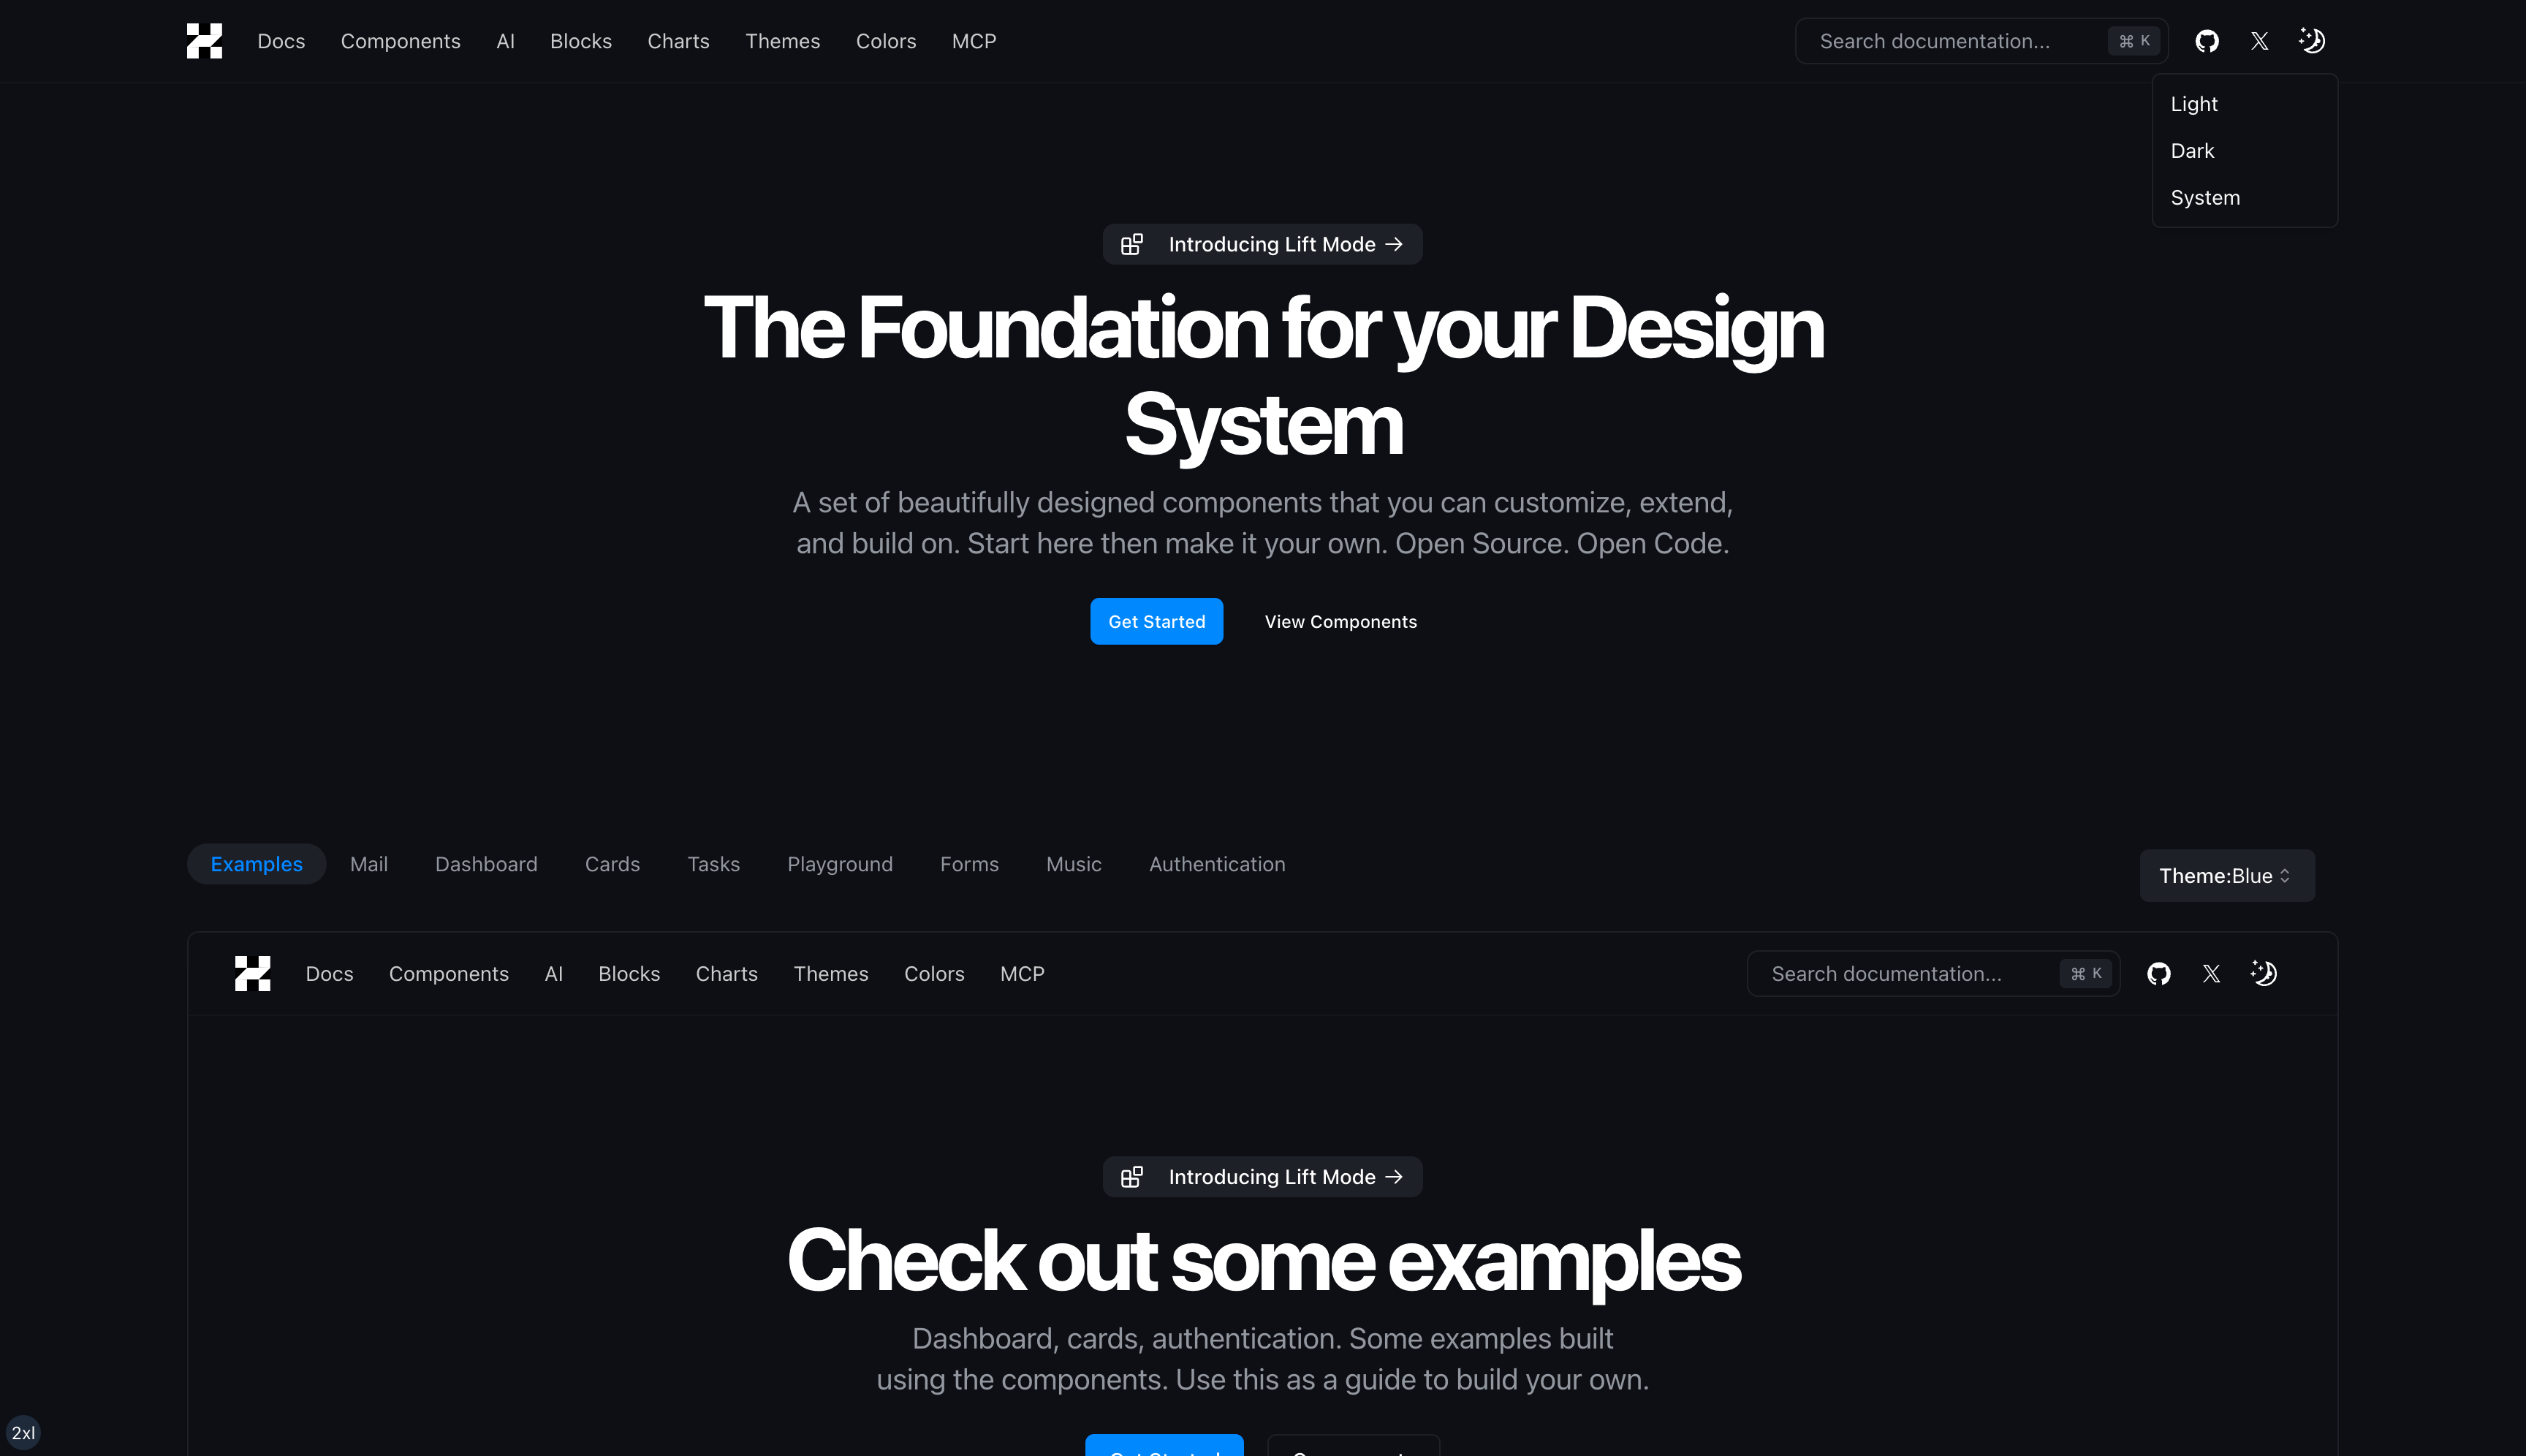 Docs Components AI Blocks Charts Themes Colors MCP Search documentation... ⌘ K
Light
Dark
System
Introducing Lift Mode →
The Foundation for your Design
System
A set of beautifully designed components that you can customize, extend,
and build on. Start here then make it your own. Open Source. Open Code.
Get Started View Components
Examples Mail Dashboard Cards Tasks Playground Forms Music Authentication Theme:Blue
Docs Components AI Blocks Charts Themes Colors MCP Search documentation... ⌘ K
Introducing Lift Mode →
Check out some examples
Dashboard, cards, authentication. Some examples built
using the components. Use this as a guide to build your own.
2xl